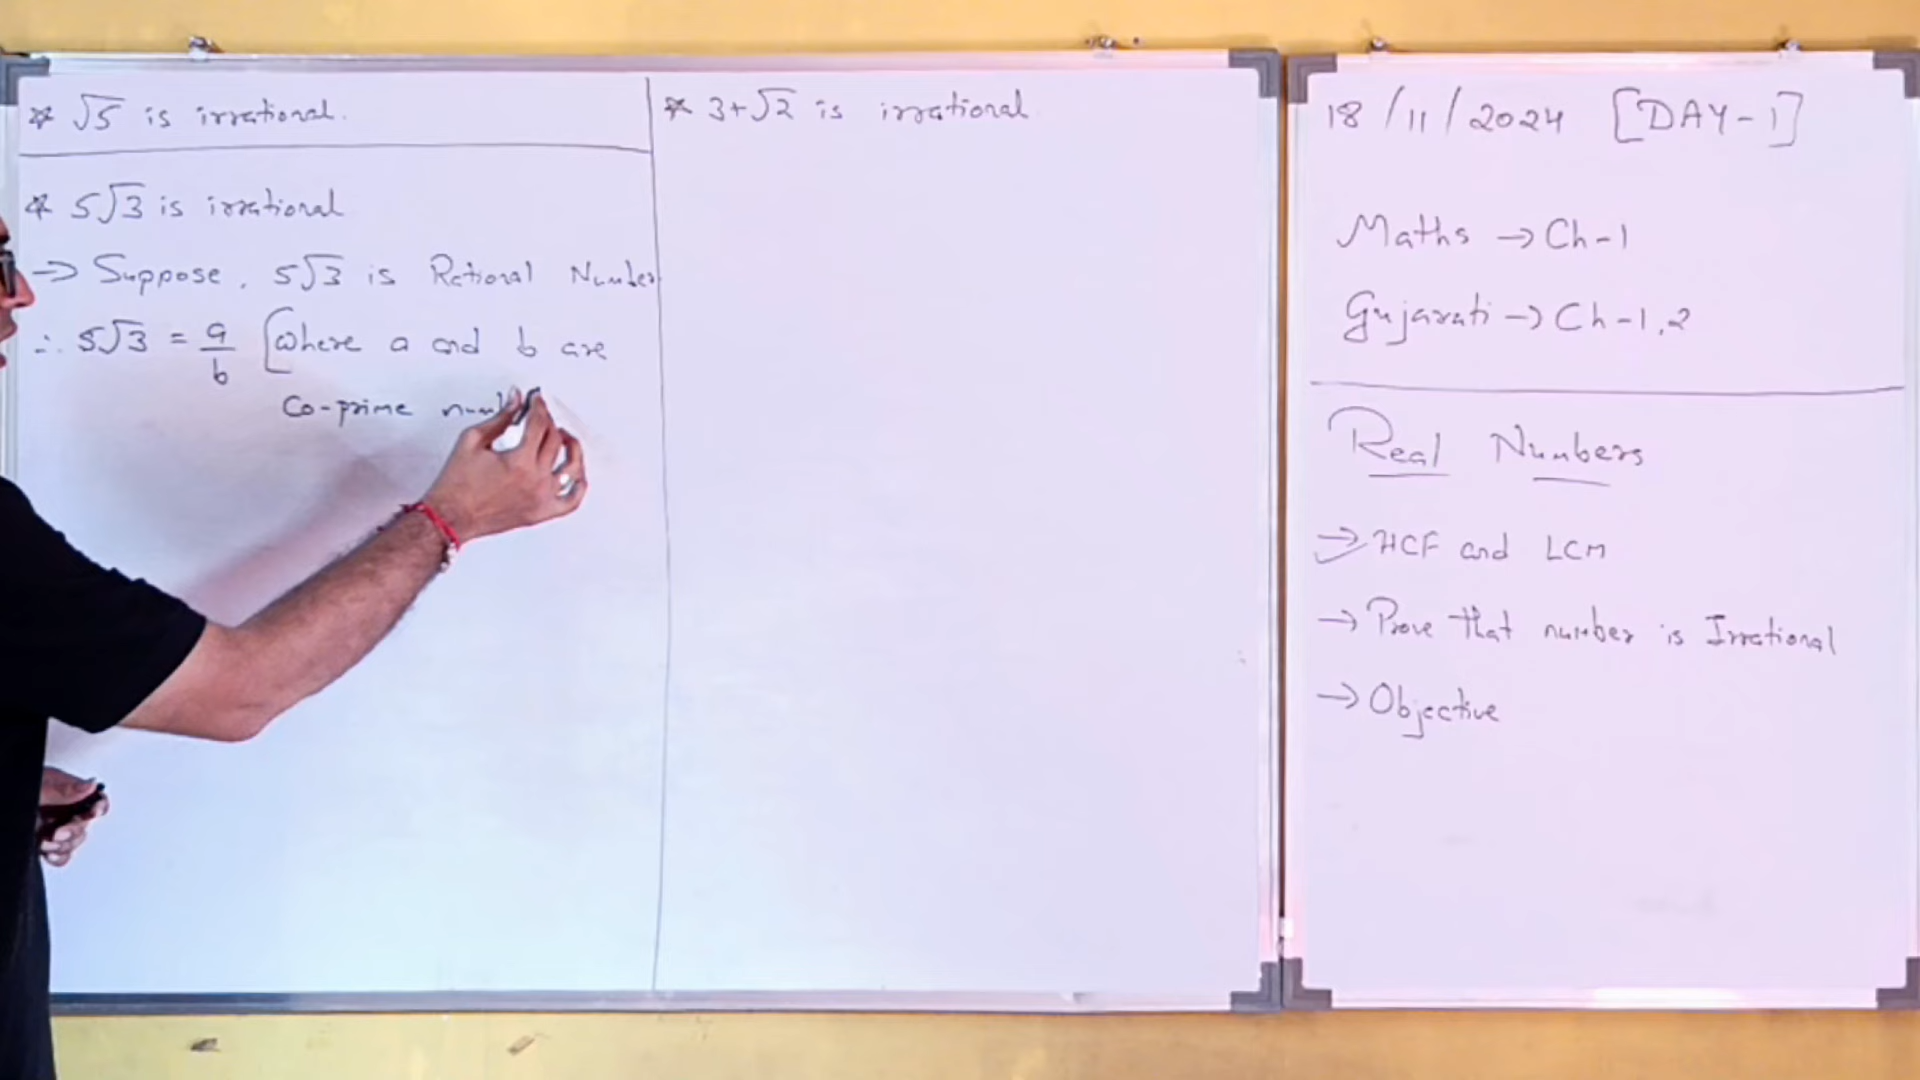 * √5 is irrational.
* 5√3 is irrational
→ Suppose, 5√3 is Rational Number
∴ 5√3 = a/b [Where a and b are
Co-prime
* 3+√2 is irrational
18/11/2024 [DAY-1]
Maths → Ch-1
Gujarati → Ch-1,2
Real Numbers
→ HCF and LCM
→ Prove that number is Irrational
→ Objective